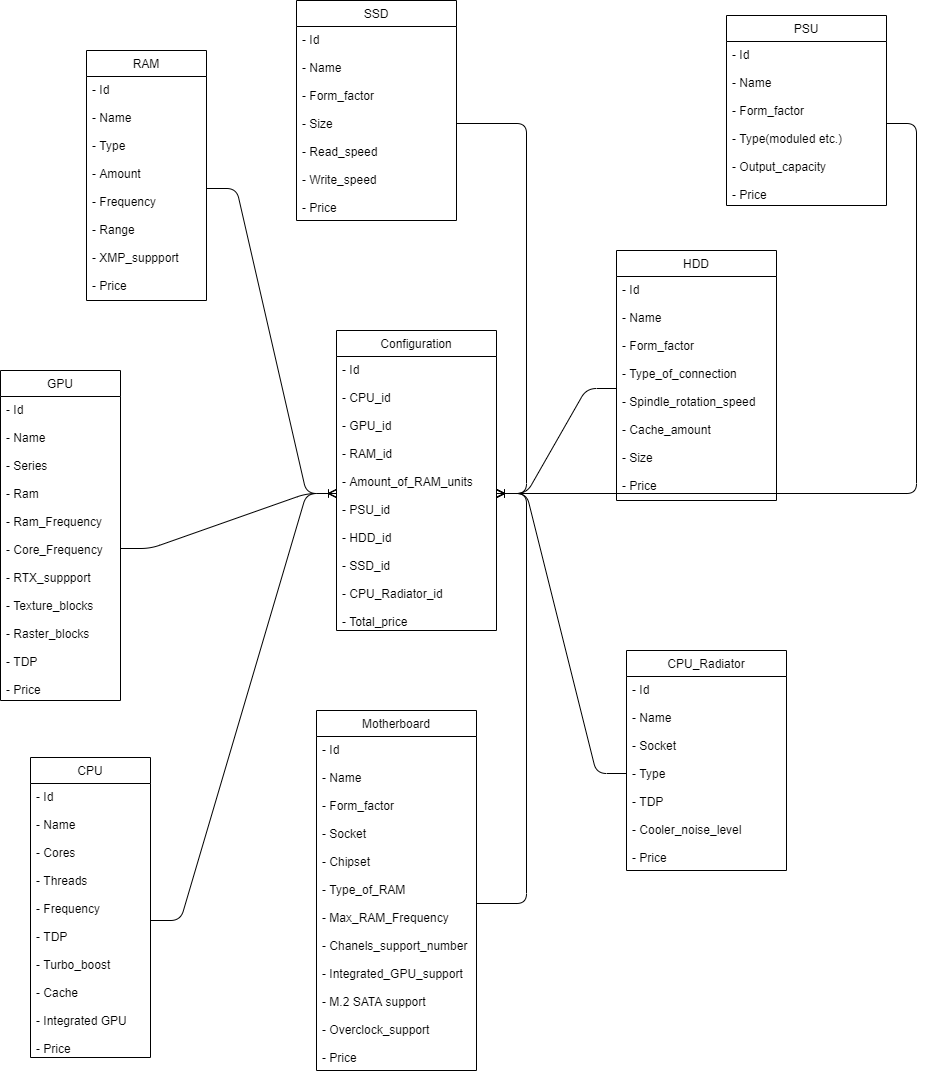 SSD
- Id
- Name
- Form_factor
- Size
- Read_speed
- Write_speed
- Price
PSU
- Id
- Name
- Form_factor
- Type(moduled etc.)
- Output_capacity
- Price
RAM
- Id
- Name
- Type
- Amount
- Frequency
- Range
- XMP_suppport
- Price
HDD
- Id
- Name
- Form_factor
- Type_of_connection
- Spindle_rotation_speed
- Cache_amount
- Size
- Price
Configuration
- Id
- CPU_id
- GPU_id
- RAM_id
- Amount_of_RAM_units
- PSU_id
- HDD_id
- SSD_id
- CPU_Radiator_id
- Total_price
GPU
- Id
- Name
- Series
- Ram
- Ram_Frequency
- Core_Frequency
- RTX_suppport
- Texture_blocks
- Raster_blocks
- TDP
- Price
CPU_Radiator
- Id
- Name
- Socket
- Type
- TDP
- Cooler_noise_level
- Price
Motherboard
- Id
- Name
- Form_factor
- Socket
- Chipset
- Type_of_RAM
- Max_RAM_Frequency
- Chanels_support_number
- Integrated_GPU_support
- M.2 SATA support
- Overclock_support
- Price
CPU
- Id
- Name
- Cores
- Threads
- Frequency
- TDP
- Turbo_boost
- Cache
- Integrated GPU
- Price